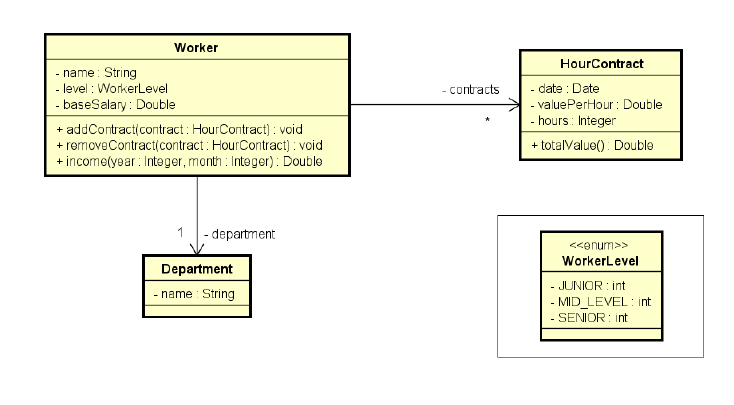 Worker
- name : String
- level : WorkerLevel
- baseSalary : Double
+ addContract(contract : HourContract) : void
+ removeContract(contract : HourContract) : void
+ income(year : Integer, month : Integer) : Double
- contracts
*
HourContract
- date : Date
- valuePerHour : Double
- hours : Integer
+ totalValue() : Double
1
- department
Department
- name : String
<<enum>>
WorkerLevel
- JUNIOR : int
- MID_LEVEL : int
- SENIOR : int